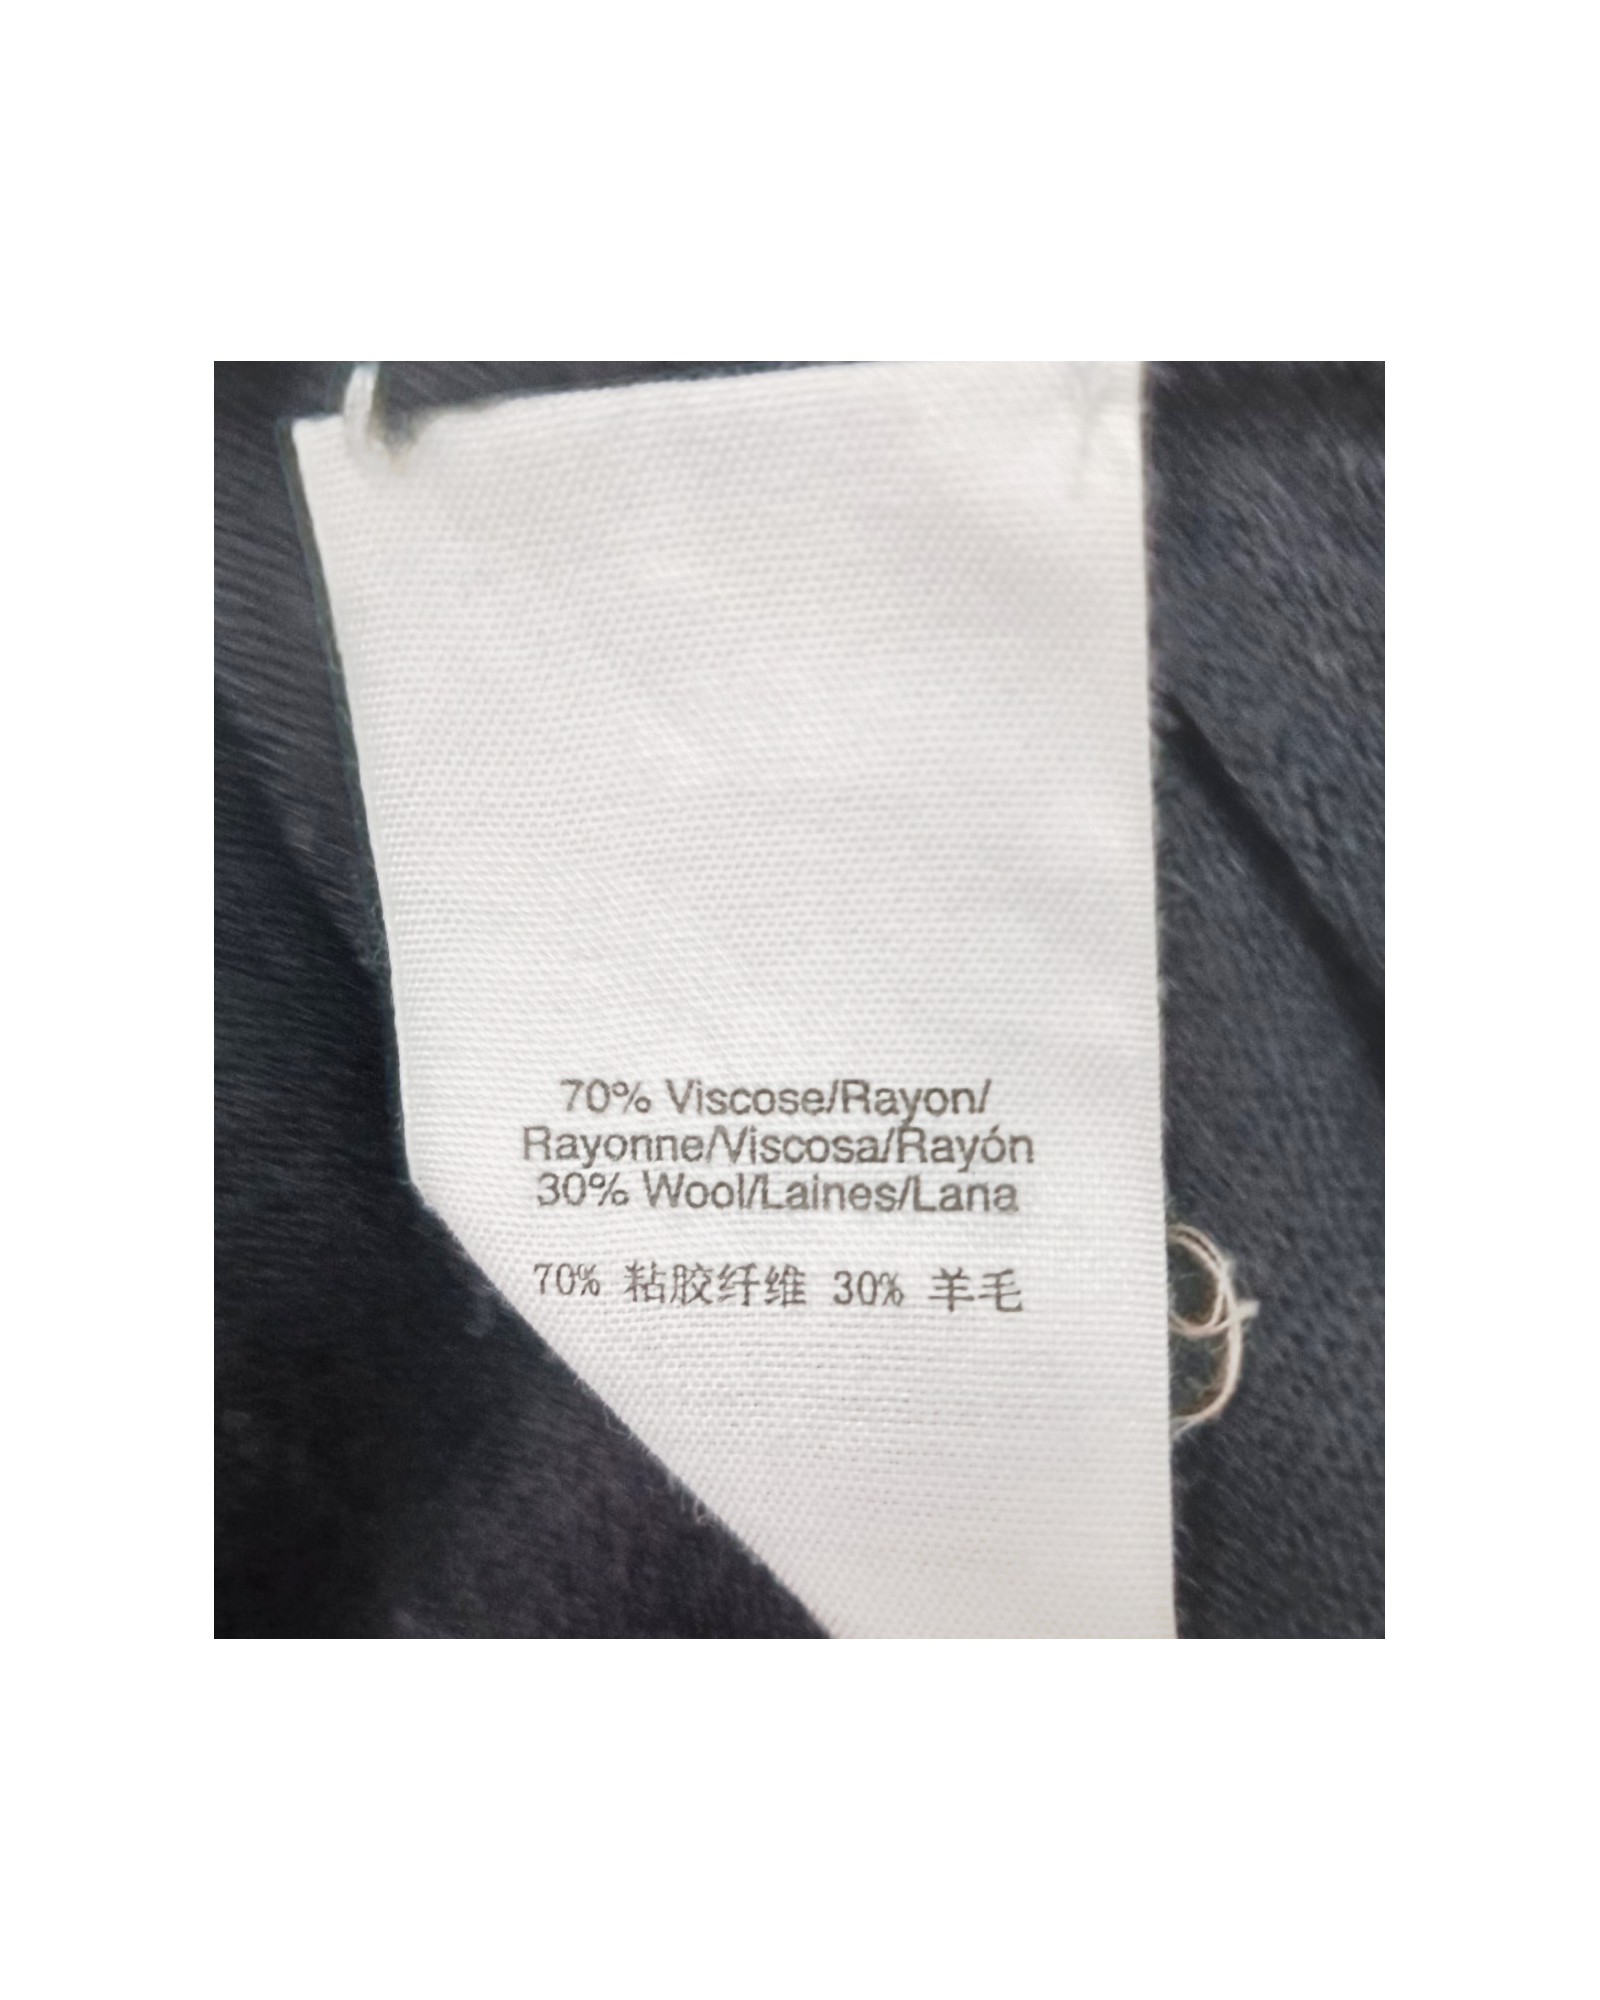 70% Viscose/Rayon/
Rayonne/Viscosa/Rayón
30% Wool/Laines/Lana
70% 粘胶纤维 30% 羊毛